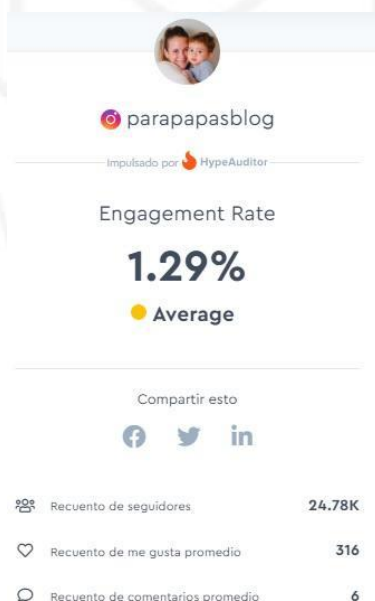 parapapasblog
Impulsado por HypeAuditor
Engagement Rate
1.29%
Average
Compartir esto
Recuento de seguidores 24.78K
Recuento de me gusta promedio 316
Recuento de comentarios promedio 6